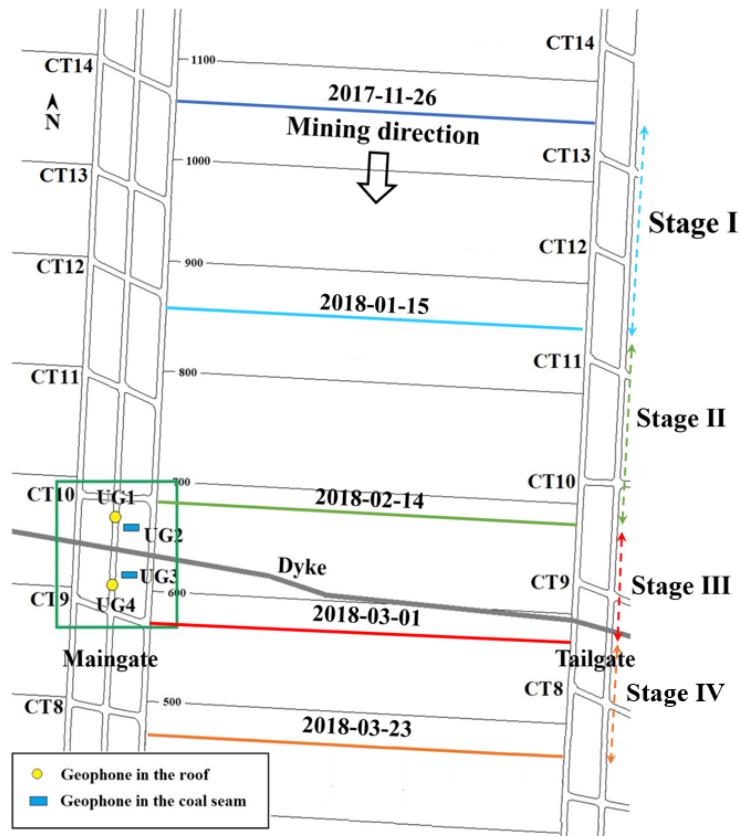 CT14
CT14
1100
2017-11-26
N
Mining direction
CT13
1000
CT13
Stage I
CT12
CT12
900
2018-01-15
CT11
800
CT11
Stage II
CT10
700
CT10
UG1
2018-02-14
UG2
Dyke
UG3
CT9
Stage III
CT9
UG4
600
2018-03-01
Maingate
Tailgate
CT8
Stage IV
CT8
500
2018-03-23
Geophone in the roof
Geophone in the coal seam